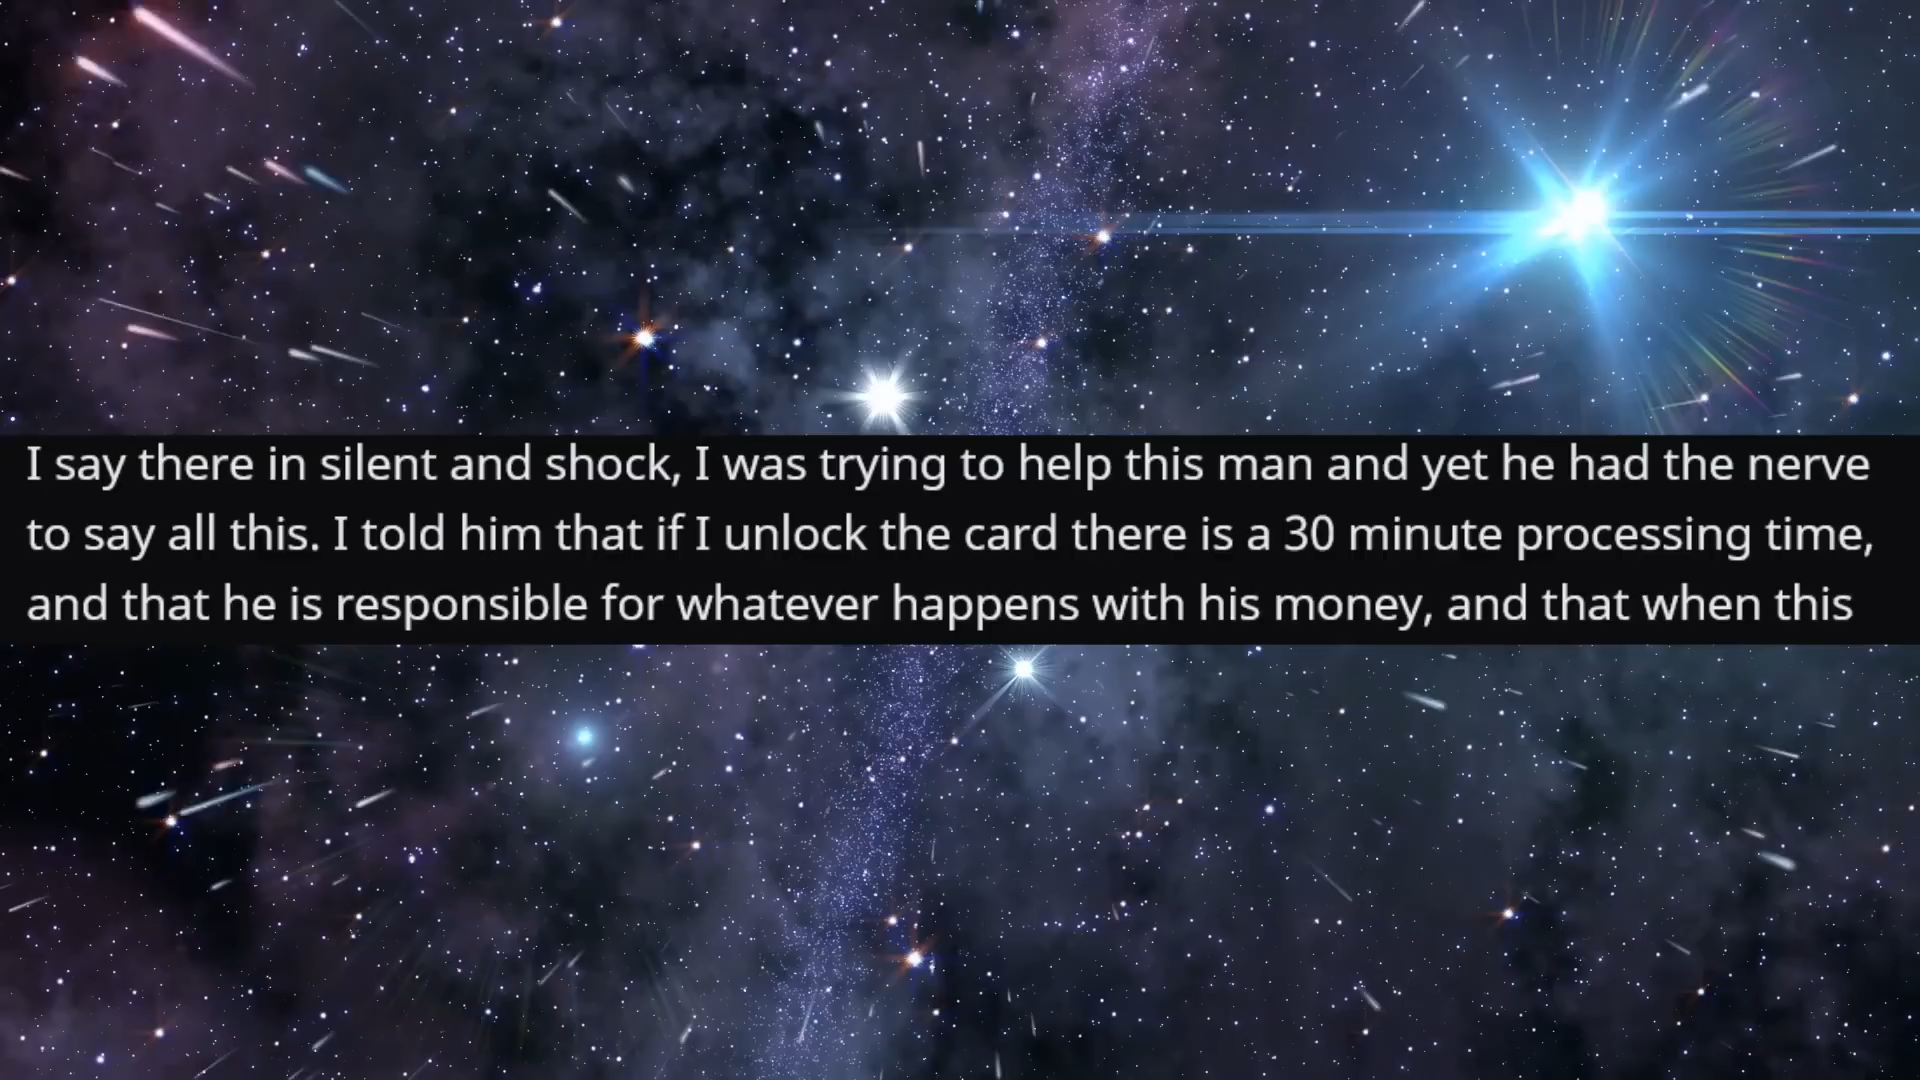 I say there in silent and shock, I was trying to help this man and yet he had the nerve
to say all this. I told him that if I unlock the card there is a 30 minute processing time,
and that he is responsible for whatever happens with his money, and that when this